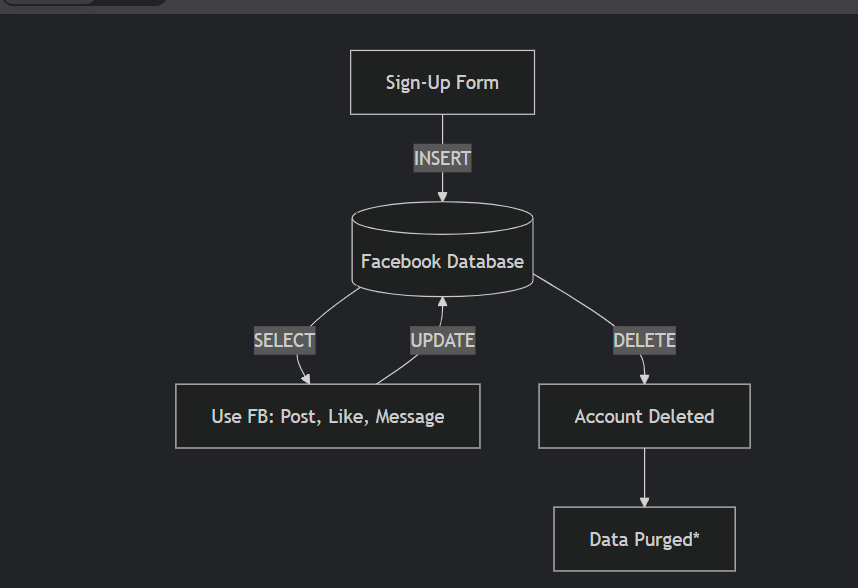 Sign-Up Form
INSERT
Facebook Database
SELECT
UPDATE
DELETE
Use FB: Post, Like, Message
Account Deleted
Data Purged*